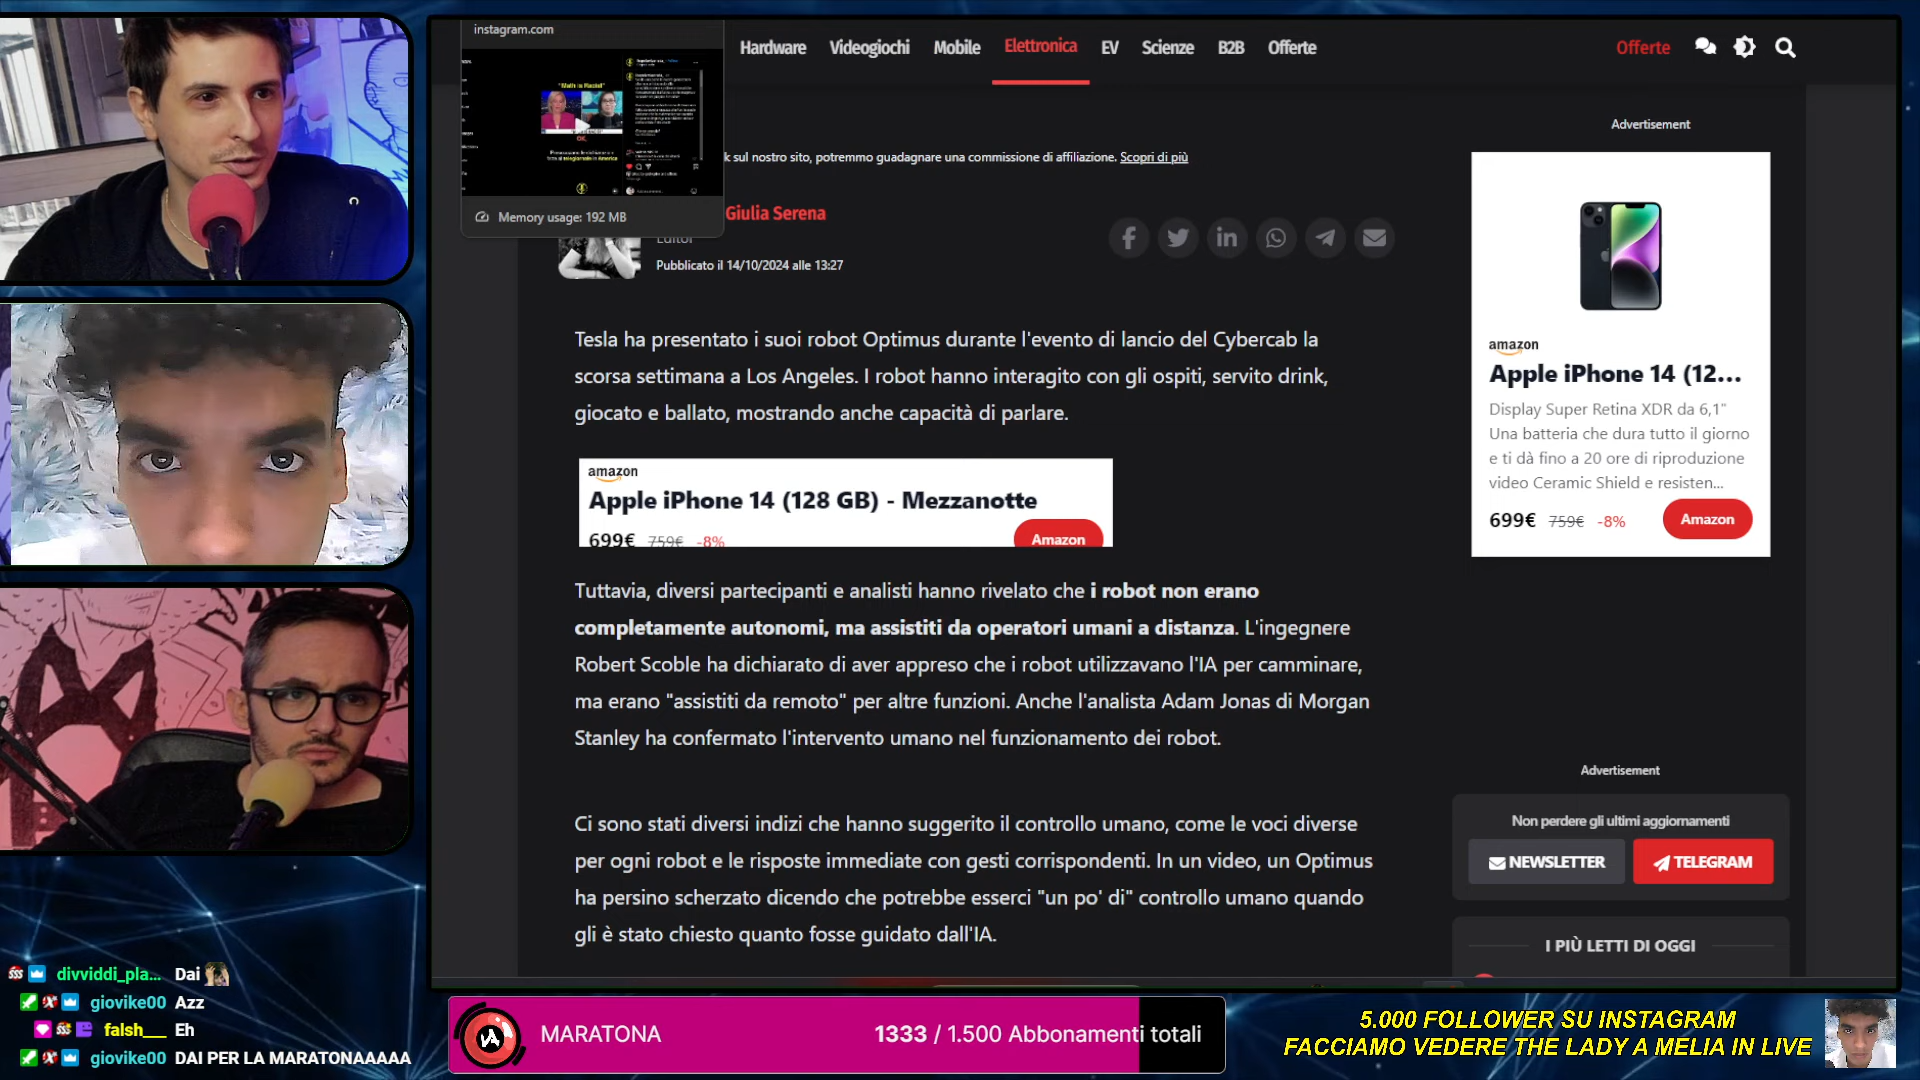 instagram.com
"Math is Racist"
OK.
Memory usage: 192 MB
Hardware
Videogiochi
Mobile
Elettronica
EV
Scienze
B2B
Offerte
Offerte
k sul nostro sito, potremmo guadagnare una commissione di affiliazione. Scopri di più
Giulia Serena
Editor
Pubblicato il 14/10/2024 alle 13:27
Tesla ha presentato i suoi robot Optimus durante l'evento di lancio del Cybercab la
scorsa settimana a Los Angeles. I robot hanno interagito con gli ospiti, servito drink,
giocato e ballato, mostrando anche capacità di parlare.
amazon
Apple iPhone 14 (128 GB) - Mezzanotte
699€ 759€ -8%
Amazon
Tuttavia, diversi partecipanti e analisti hanno rivelato che i robot non erano
completamente autonomi, ma assistiti da operatori umani a distanza. L'ingegnere
Robert Scoble ha dichiarato di aver appreso che i robot utilizzavano l'IA per camminare,
ma erano "assistiti da remoto" per altre funzioni. Anche l'analista Adam Jonas di Morgan
Stanley ha confermato l'intervento umano nel funzionamento dei robot.
Ci sono stati diversi indizi che hanno suggerito il controllo umano, come le voci diverse
per ogni robot e le risposte immediate con gesti corrispondenti. In un video, un Optimus
ha persino scherzato dicendo che potrebbe esserci "un po' di" controllo umano quando
gli è stato chiesto quanto fosse guidato dall'IA.
Advertisement
amazon
Apple iPhone 14 (12...
Display Super Retina XDR da 6,1"
Una batteria che dura tutto il giorno
e ti dà fino a 20 ore di riproduzione
video Ceramic Shield e resisten...
699€ 759€ -8%
Amazon
Advertisement
Non perdere gli ultimi aggiornamenti
NEWSLETTER
TELEGRAM
I PIÙ LETTI DI OGGI
divviddi_pla... Dai
giovike00 Azz
falsh___ Eh
giovike00 DAI PER LA MARATONAAAAA
MARATONA
1333 / 1.500 Abbonamenti totali
5.000 FOLLOWER SU INSTAGRAM
FACCIAMO VEDERE THE LADY A MELIA IN LIVE